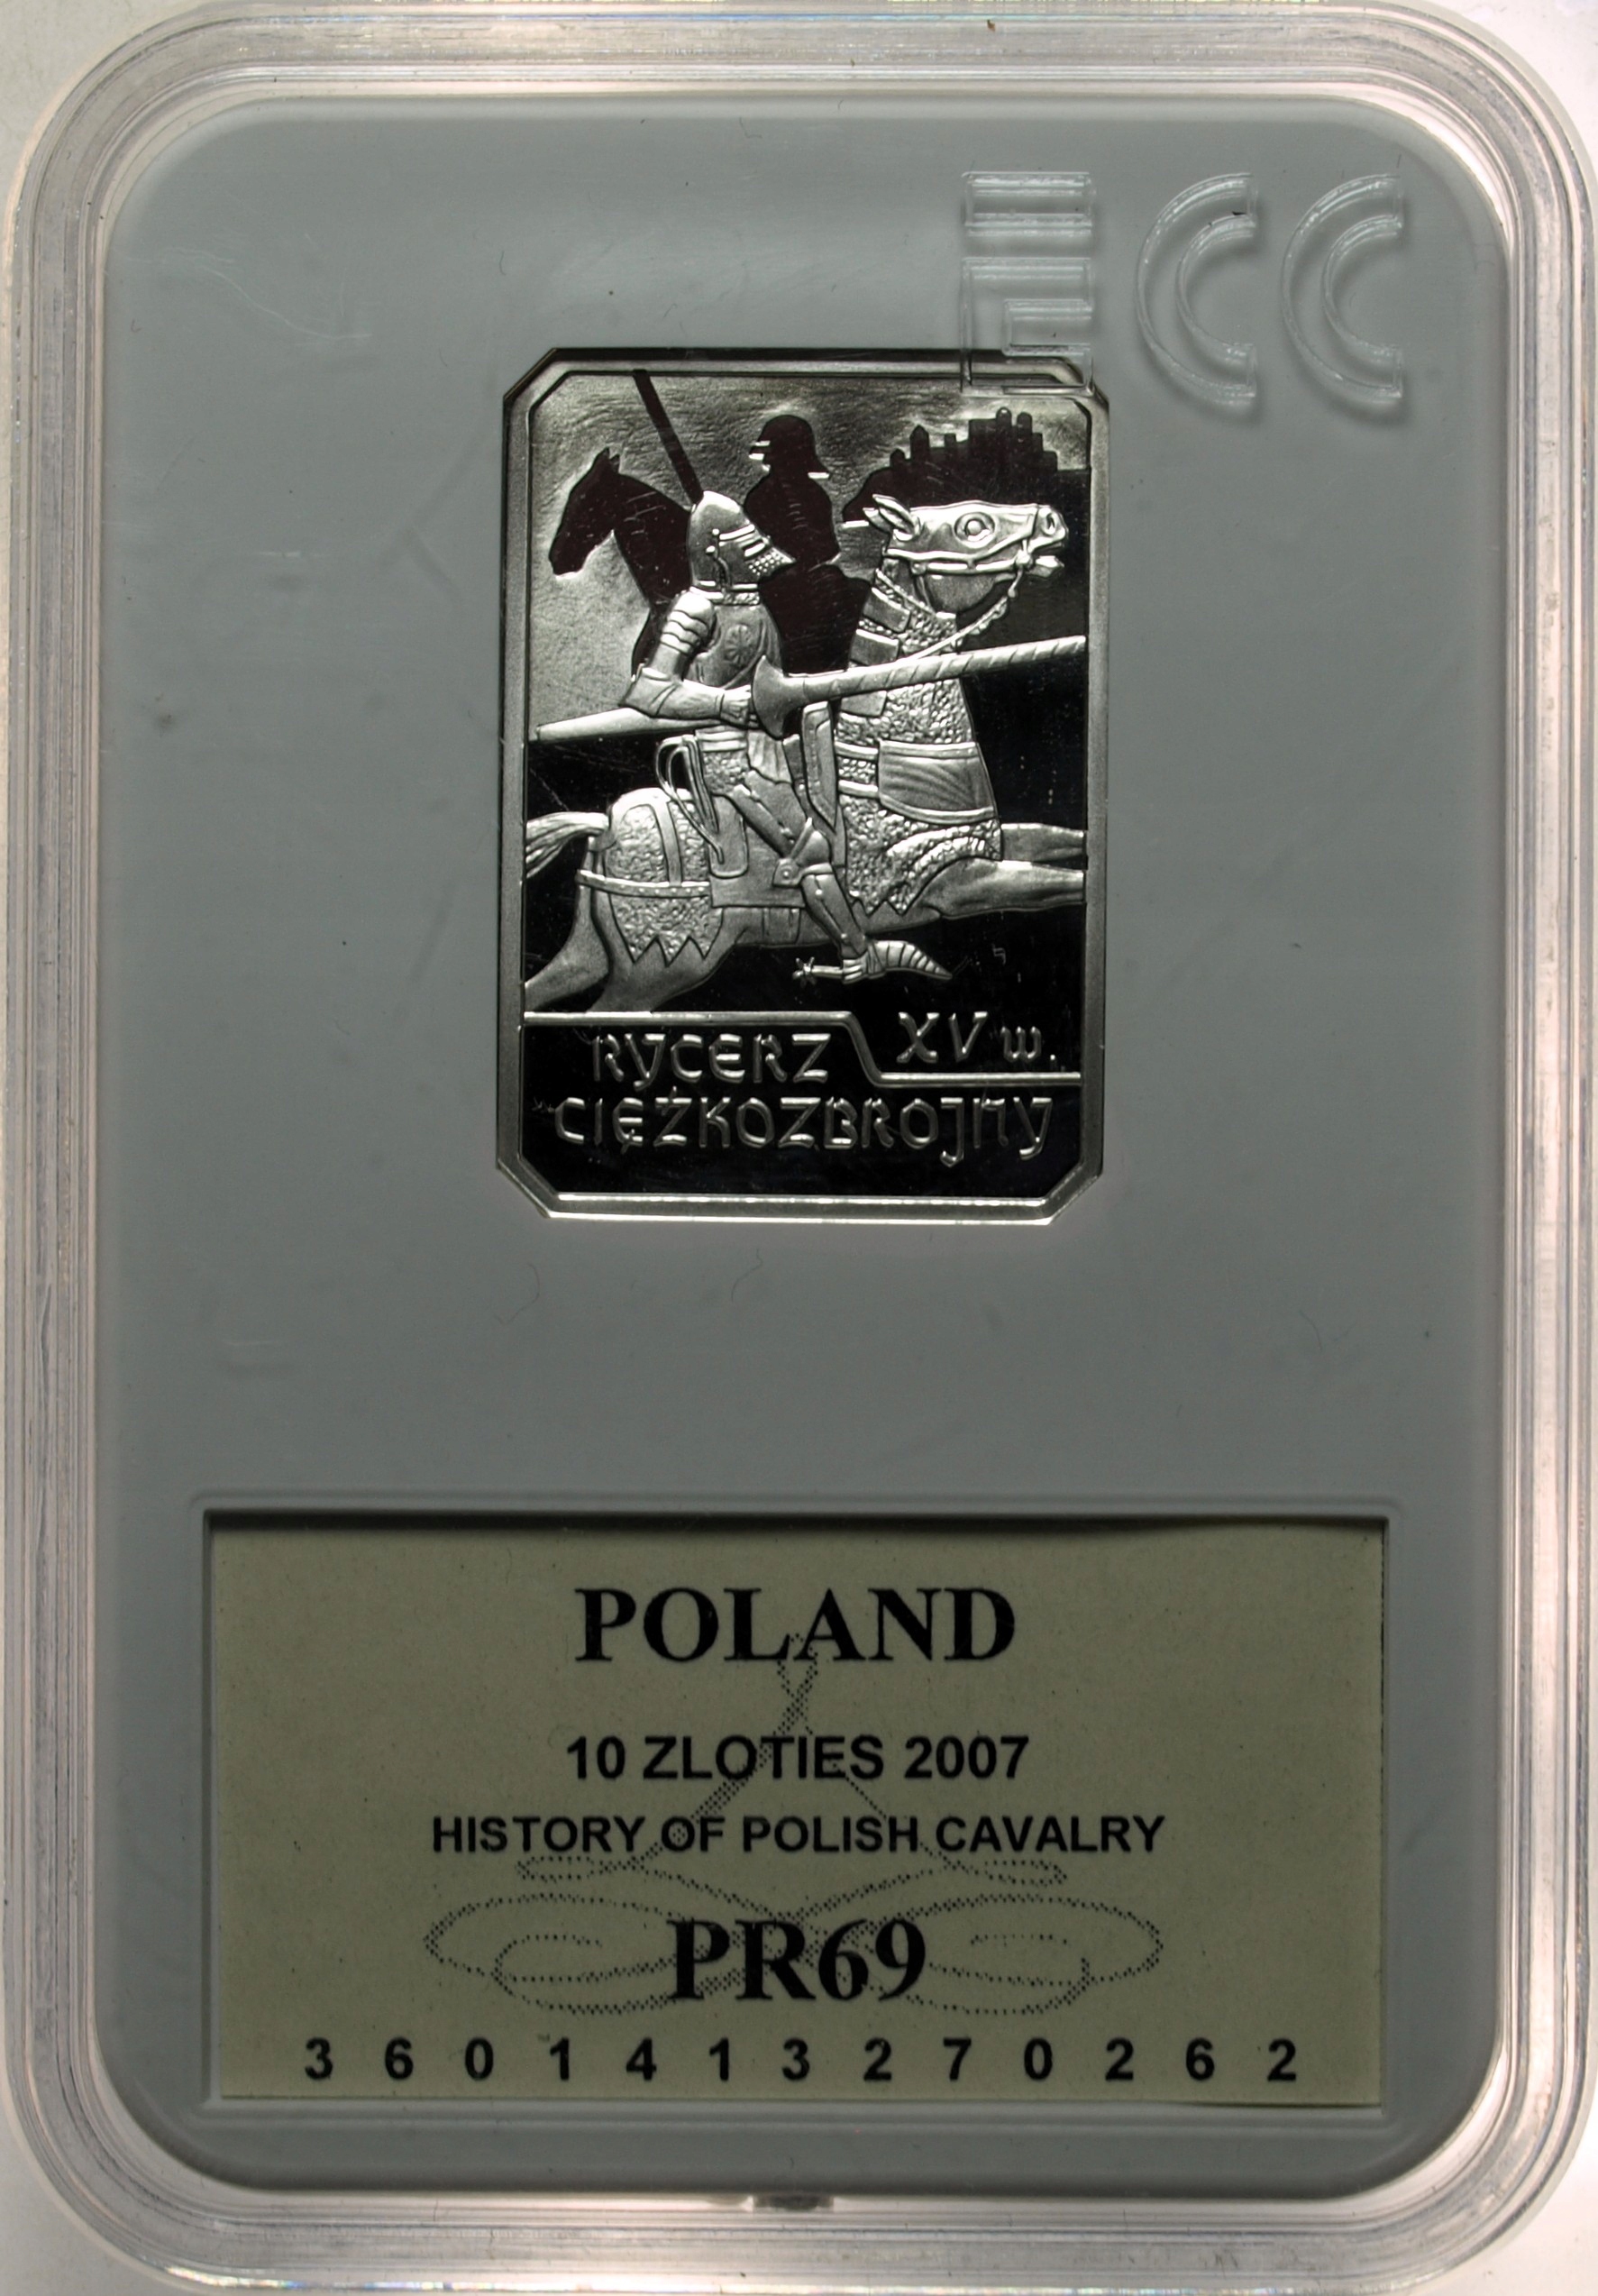 ECC
RYCERZ XV w.
CIĘŻKOZBROJNY
POLAND
10 ZLOTIES 2007
HISTORY OF POLISH CAVALRY
PR69
3 6 0 1 4 1 3 2 7 0 2 6 2